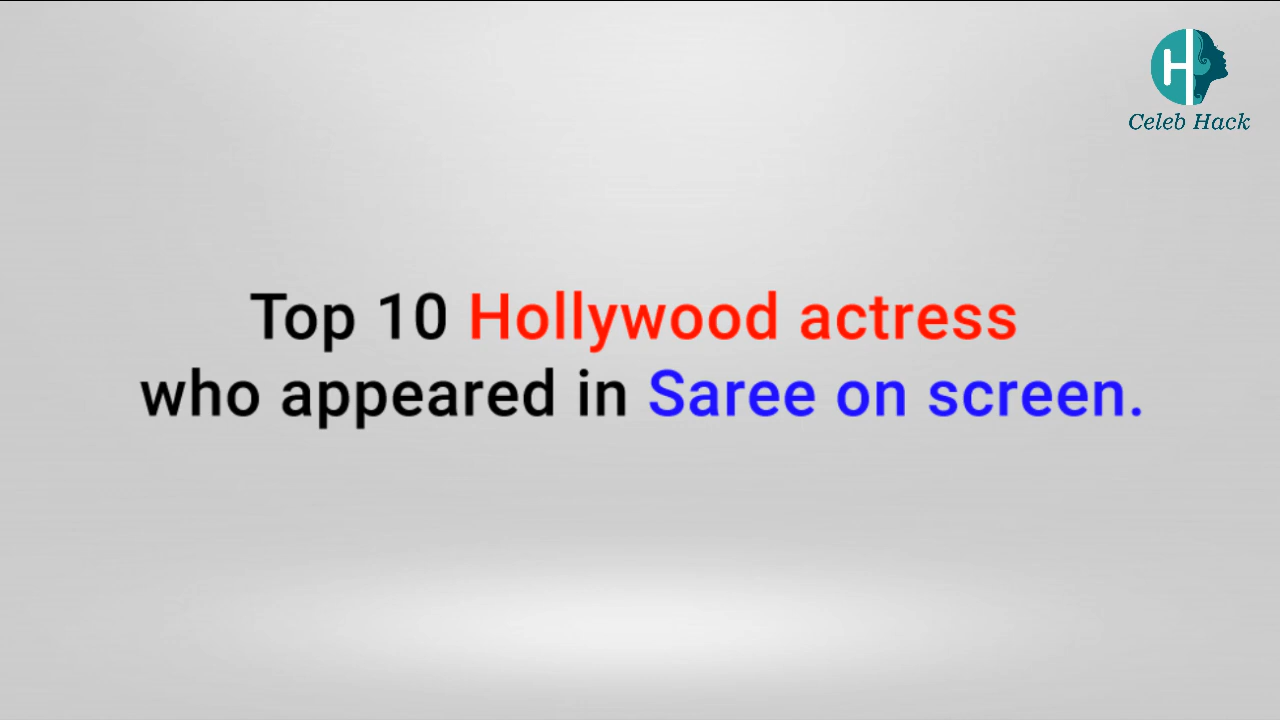 H
Celeb Hack
Top 10 Hollywood actress
who appeared in Saree on screen.